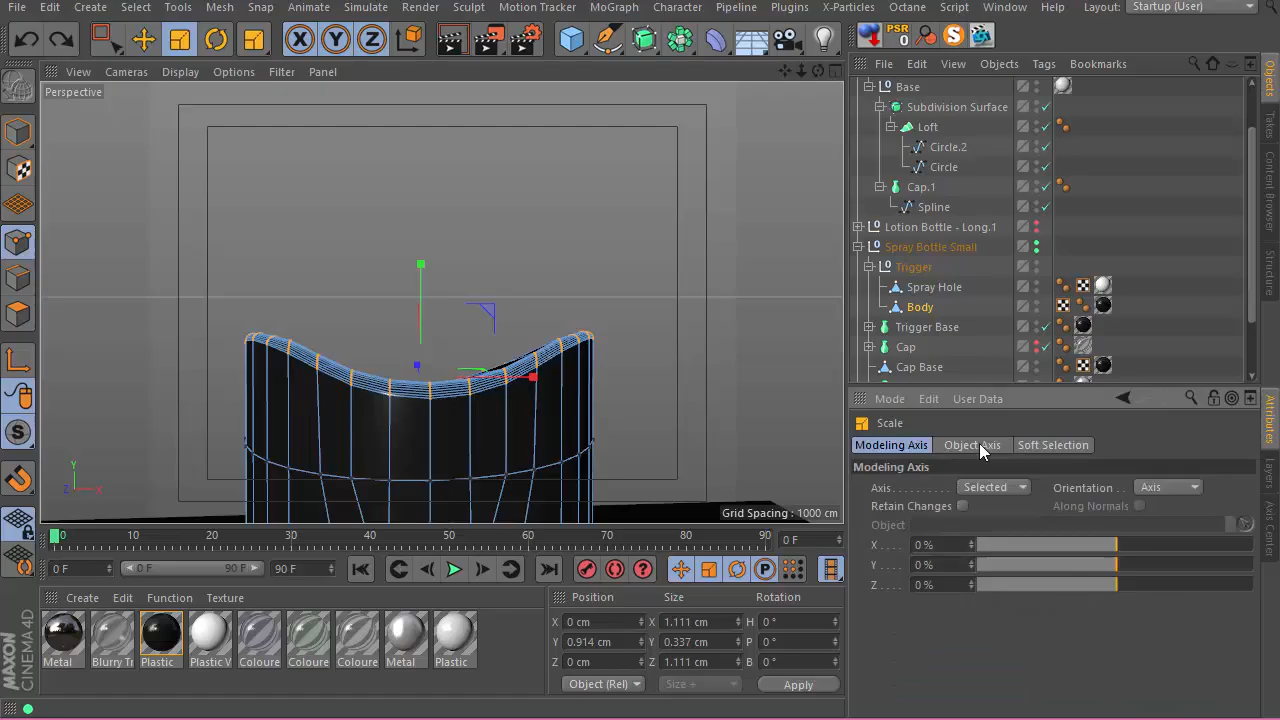 File Edit Create Select Tools Mesh Snap Animate Simulate Render Sculpt Motion Tracker MoGraph Character Pipeline Plugins X-Particles Octane Script Window Help Layout: Startup (User)
X Y Z PSR 0 S
View Cameras Display Options Filter Panel
File Edit View Objects Tags Bookmarks
Perspective
Base
Subdivision Surface
Loft
Circle.2
Circle
Cap.1
Spline
Lotion Bottle - Long.1
Spray Bottle Small
Trigger
Spray Hole
Body
Trigger Base
Cap
Cap Base
Objects
Takes
Content Browser
Structure
Mode Edit User Data
Scale
Modeling Axis Object Axis Soft Selection
Modeling Axis
Axis Selected Orientation Axis
Retain Changes Along Normals
Object
X 0 %
Y 0 %
Z 0 %
Attributes
Layers
Axis Center
Y
Z X
Grid Spacing : 1000 cm
0 10 20 30 40 50 60 70 80 90 0 F
0 F 0 F 90 F 90 F
Create Edit Function Texture
Metal Blurry Tr Plastic Plastic V Coloure Coloure Coloure Metal Plastic
Position Size Rotation
X 0 cm X 1.111 cm H 0 °
Y 0.914 cm Y 0.337 cm P 0 °
Z 0 cm Z 1.111 cm B 0 °
Object (Rel) Size + Apply
MAXON
CINEMA 4D